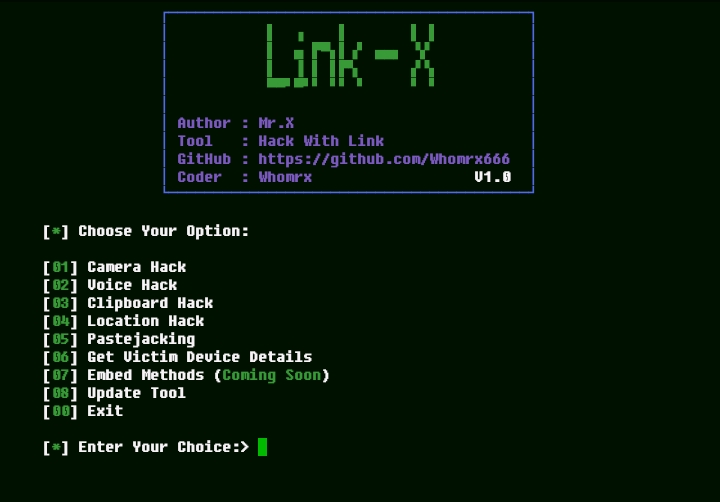 Link-X
Author : Mr.X
Tool : Hack With Link
GitHub : https://github.com/Whomrx666
Coder : Whomrx V1.0
[*] Choose Your Option:
[01] Camera Hack
[02] Voice Hack
[03] Clipboard Hack
[04] Location Hack
[05] Pastejacking
[06] Get Victim Device Details
[07] Embed Methods (Coming Soon)
[08] Update Tool
[00] Exit
[*] Enter Your Choice:>